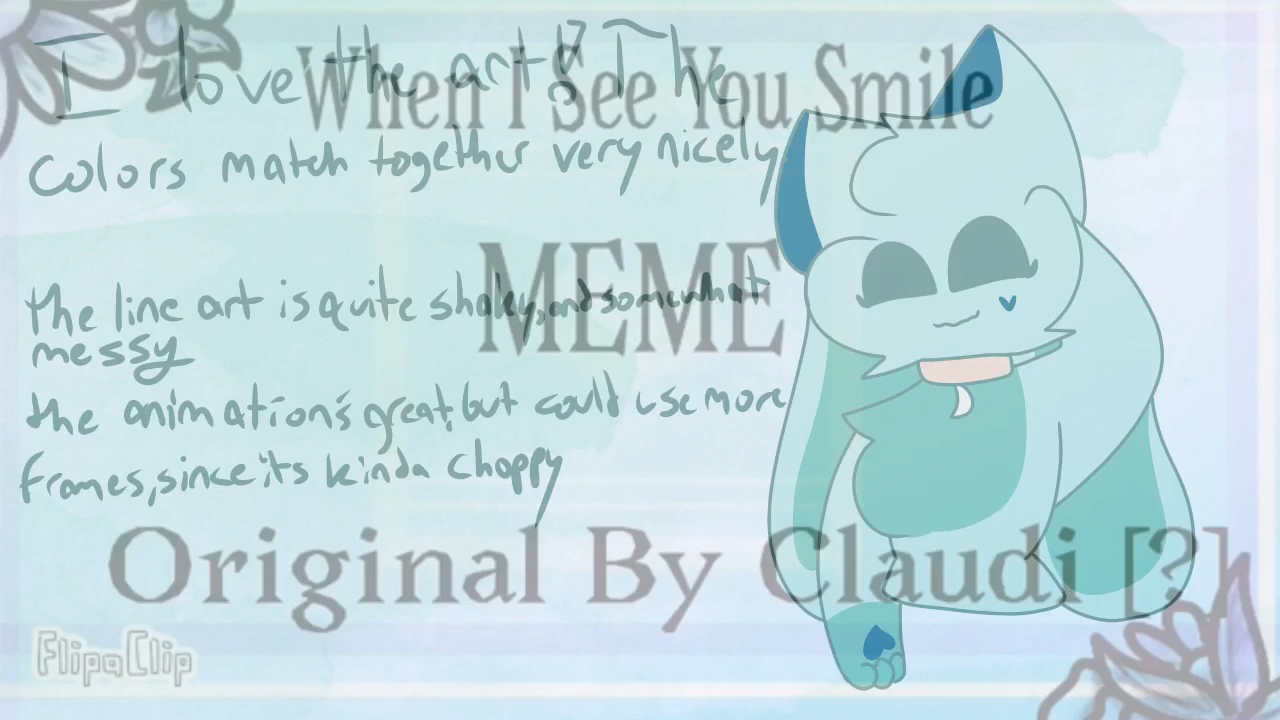 I love the art!? The
When I See You Smile
colors match together very nicely
MEME
the line art is quite shaky, and somewhat
messy
the animation's great, but could use more
frames, since its kinda choppy
Original By Claudi [?]
FlipaClip